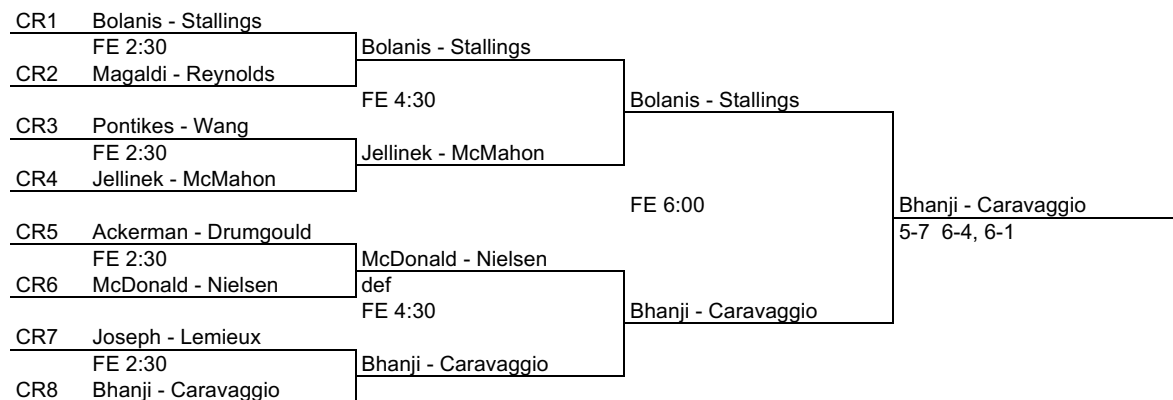 CR1 Bolanis - Stallings
FE 2:30 Bolanis - Stallings
CR2 Magaldi - Reynolds
FE 4:30 Bolanis - Stallings
CR3 Pontikes - Wang
FE 2:30 Jellinek - McMahon
CR4 Jellinek - McMahon
FE 6:00 Bhanji - Caravaggio
CR5 Ackerman - Drumgould 5-7 6-4, 6-1
FE 2:30 McDonald - Nielsen
CR6 McDonald - Nielsen def
FE 4:30 Bhanji - Caravaggio
CR7 Joseph - Lemieux
FE 2:30 Bhanji - Caravaggio
CR8 Bhanji - Caravaggio